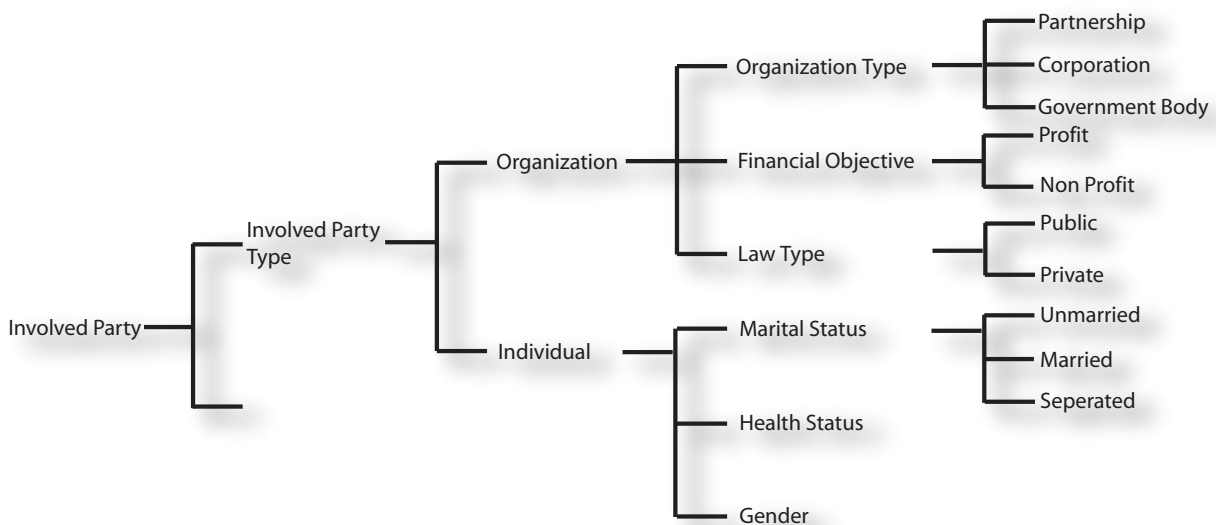 Partnership
Organization Type
Corporation
Government Body
Organization
Financial Objective
Profit
Non Profit
Involved Party
Type
Law Type
Public
Private
Involved Party
Individual
Marital Status
Unmarried
Married
Seperated
Health Status
Gender